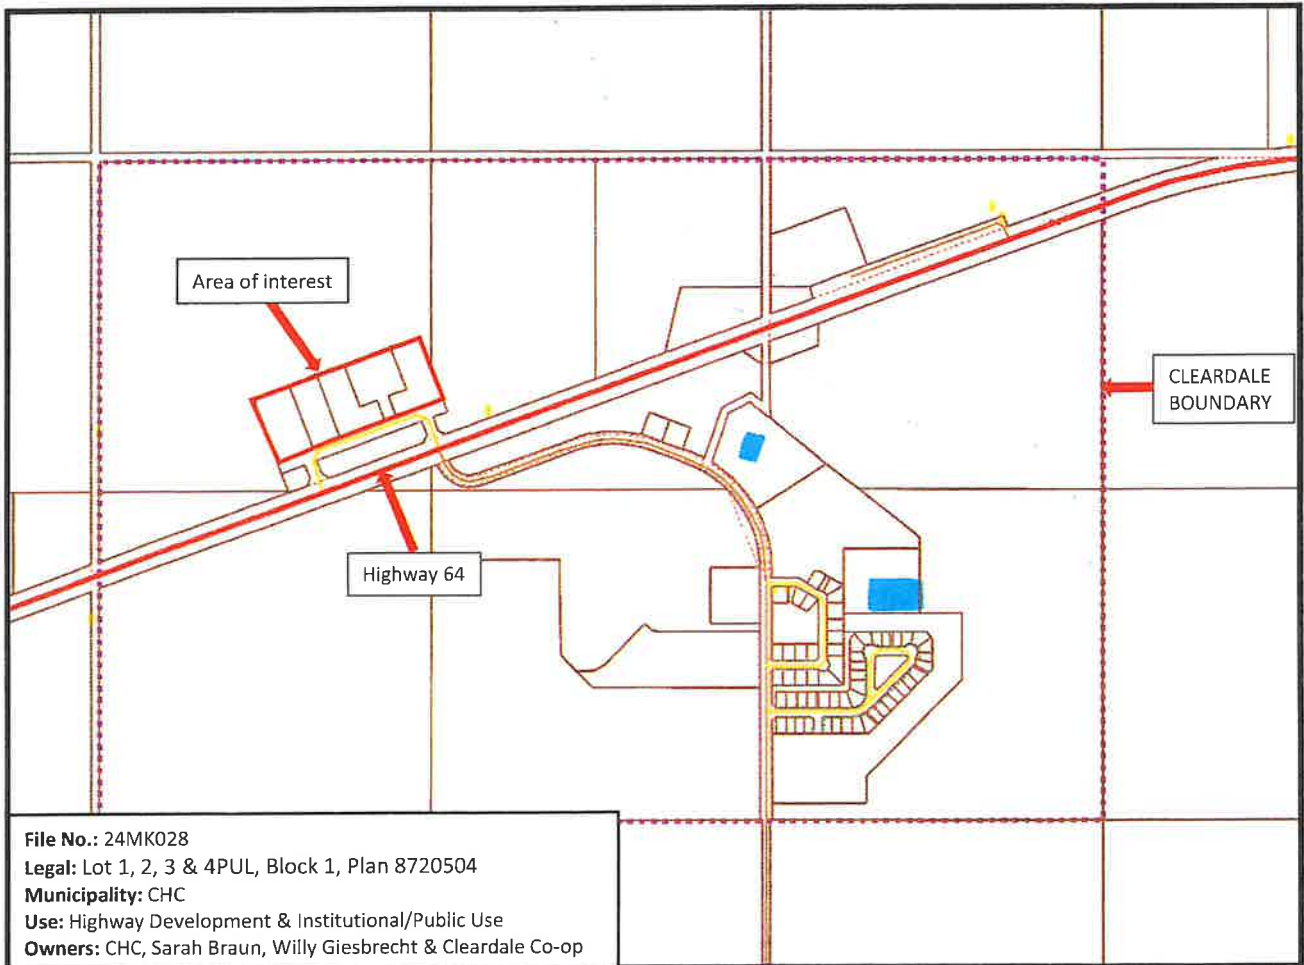 Area of interest
CLEARDALE
BOUNDARY
Highway 64
File No.: 24MK028
Legal: Lot 1, 2, 3 & 4PUL, Block 1, Plan 8720504
Municipality: CHC
Use: Highway Development & Institutional/Public Use
Owners: CHC, Sarah Braun, Willy Giesbrecht & Cleardale Co-op